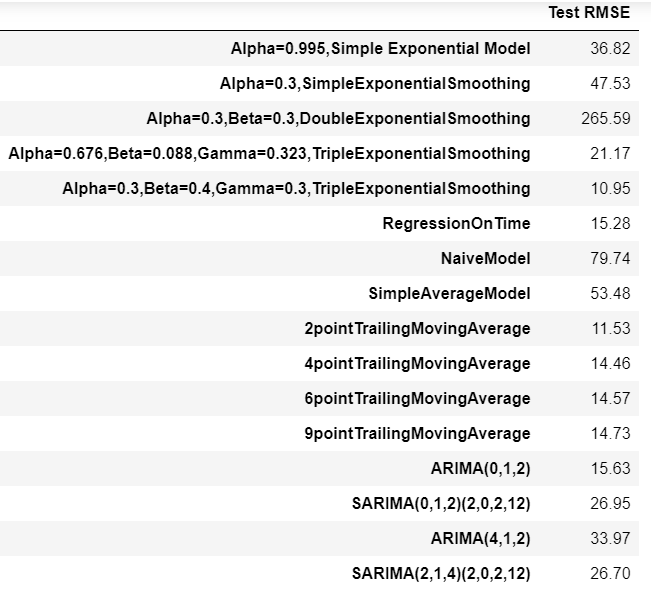 Test RMSE
Alpha=0.995,Simple Exponential Model 36.82
Alpha=0.3,SimpleExponentialSmoothing 47.53
Alpha=0.3,Beta=0.3,DoubleExponentialSmoothing 265.59
Alpha=0.676,Beta=0.088,Gamma=0.323,TripleExponentialSmoothing 21.17
Alpha=0.3,Beta=0.4,Gamma=0.3,TripleExponentialSmoothing 10.95
RegressionOnTime 15.28
NaiveModel 79.74
SimpleAverageModel 53.48
2pointTrailingMovingAverage 11.53
4pointTrailingMovingAverage 14.46
6pointTrailingMovingAverage 14.57
9pointTrailingMovingAverage 14.73
ARIMA(0,1,2) 15.63
SARIMA(0,1,2)(2,0,2,12) 26.95
ARIMA(4,1,2) 33.97
SARIMA(2,1,4)(2,0,2,12) 26.70